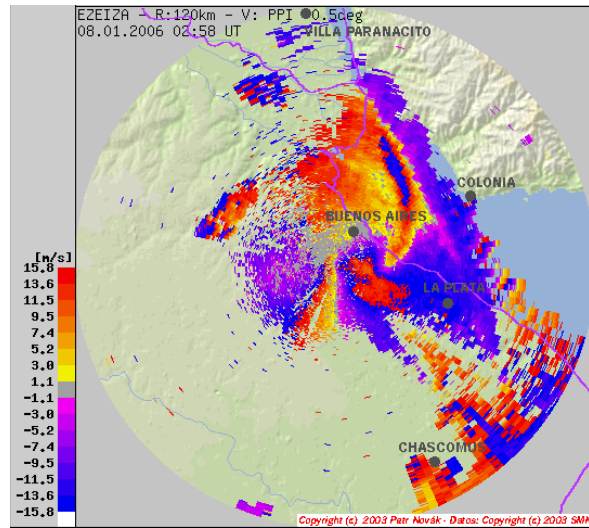 EZEIZA - R:120km - V: PPI 0.5ceg
08.01.2006 02:58 UT
VILLA PARANACITO
COLONIA
BUENOS AIRES
LA PLATA
CHASCOMUS
[m/s]
15.8
13.6
11.5
9.5
7.4
5.2
3.0
1.1
-1.1
-3.0
-5.2
-7.4
-9.5
-11.5
-13.6
-15.8
Copyright (c) 2003 Petr Novák - Datos: Copyright (c) 2003 SMN